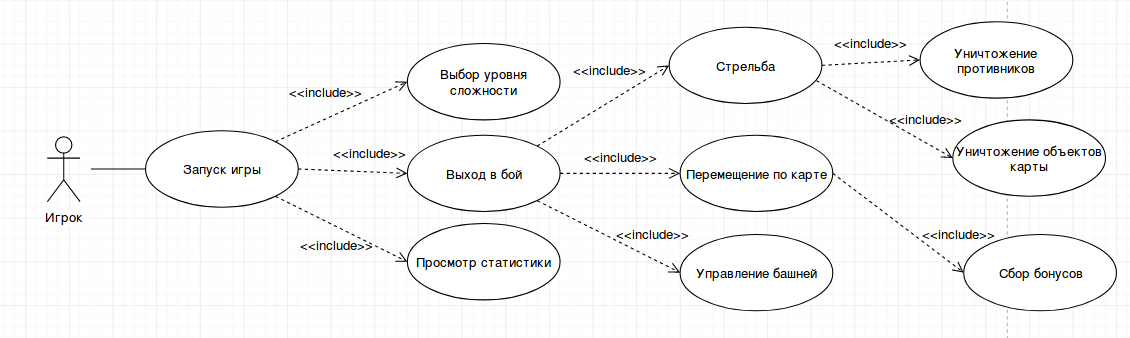 Игрок
Запуск игры
<<include>>
<<include>>
<<include>>
Выбор уровня
сложности
Выход в бой
Просмотр статистики
<<include>>
<<include>>
<<include>>
Стрельба
Перемещение по карте
Управление башней
<<include>>
<<include>>
<<include>>
Уничтожение
противников
Уничтожение объектов
карты
Сбор бонусов